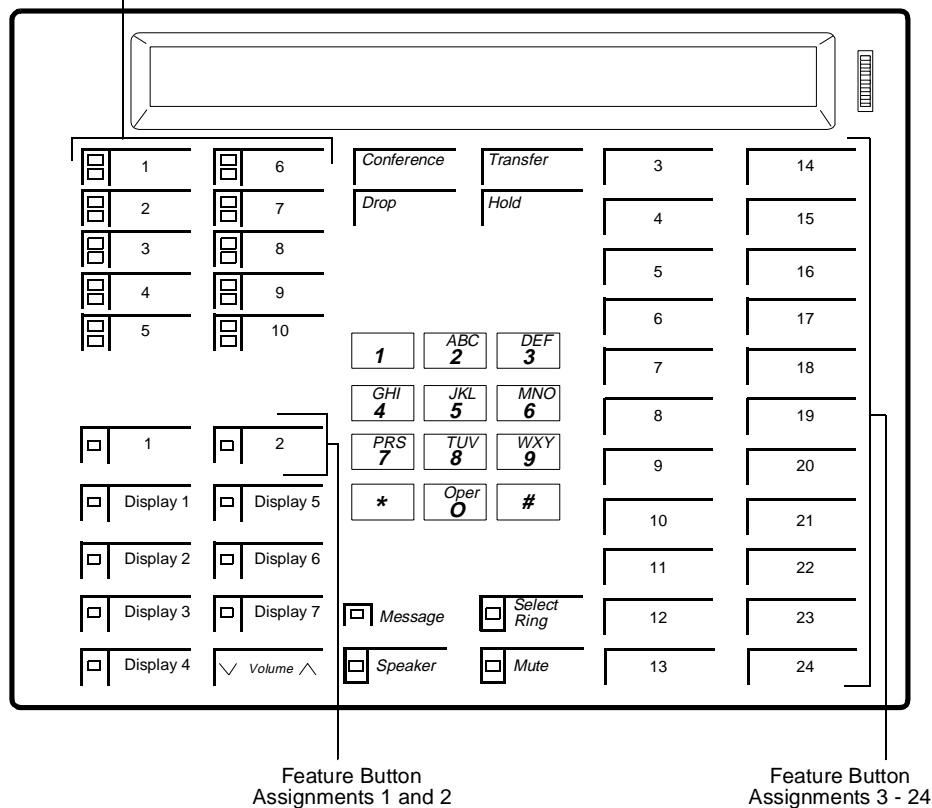 1 6 Conference Transfer 3 14
2 7 Drop Hold 4 15
3 8 5 16
4 9 6 17
5 10
1 ABC 2 DEF 3
7 18
GHI 4 JKL 5 MNO 6
8 19
1 2
PRS 7 TUV 8 WXY 9
9 20
Display 1 Display 5
* Oper O #
10 21
Display 2 Display 6
11 22
Display 3 Display 7
Message Select Ring
12 23
Display 4 Volume
Speaker Mute
13 24
Feature Button
Assignments 1 and 2
Feature Button
Assignments 3 - 24